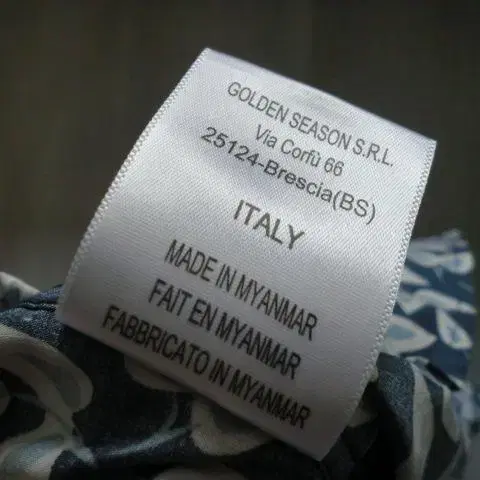 GOLDEN SEASON S.R.L.
Via Corfù 66
25124-Brescia(BS)
ITALY
MADE IN MYANMAR
FAIT EN MYANMAR
FABBRICATO IN MYANMAR